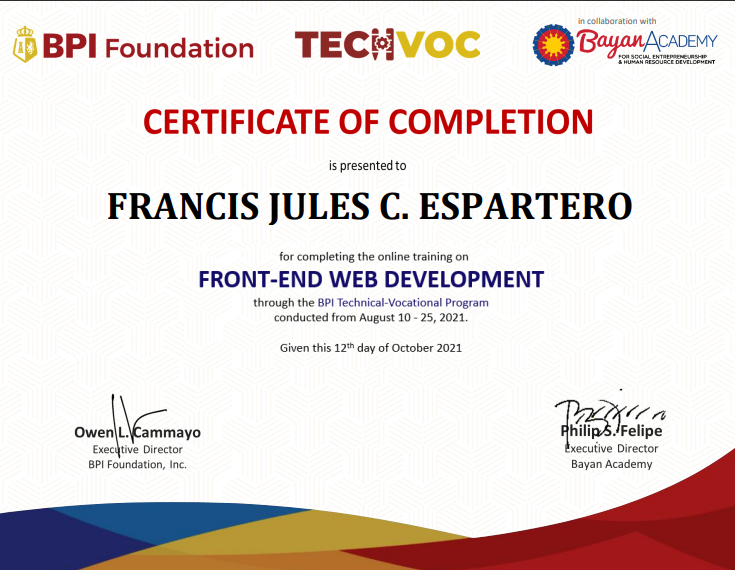 in collaboration with
BPI Foundation
TECHVOC
BayanACADEMY
FOR SOCIAL ENTREPRENEURSHIP
& HUMAN RESOURCE DEVELOPMENT
CERTIFICATE OF COMPLETION
is presented to
FRANCIS JULES C. ESPARTERO
for completing the online training on
FRONT-END WEB DEVELOPMENT
through the BPI Technical-Vocational Program
conducted from August 10 - 25, 2021.
Given this 12th day of October 2021
Owen L. Cammayo
Executive Director
BPI Foundation, Inc.
Philip S. Felipe
Executive Director
Bayan Academy